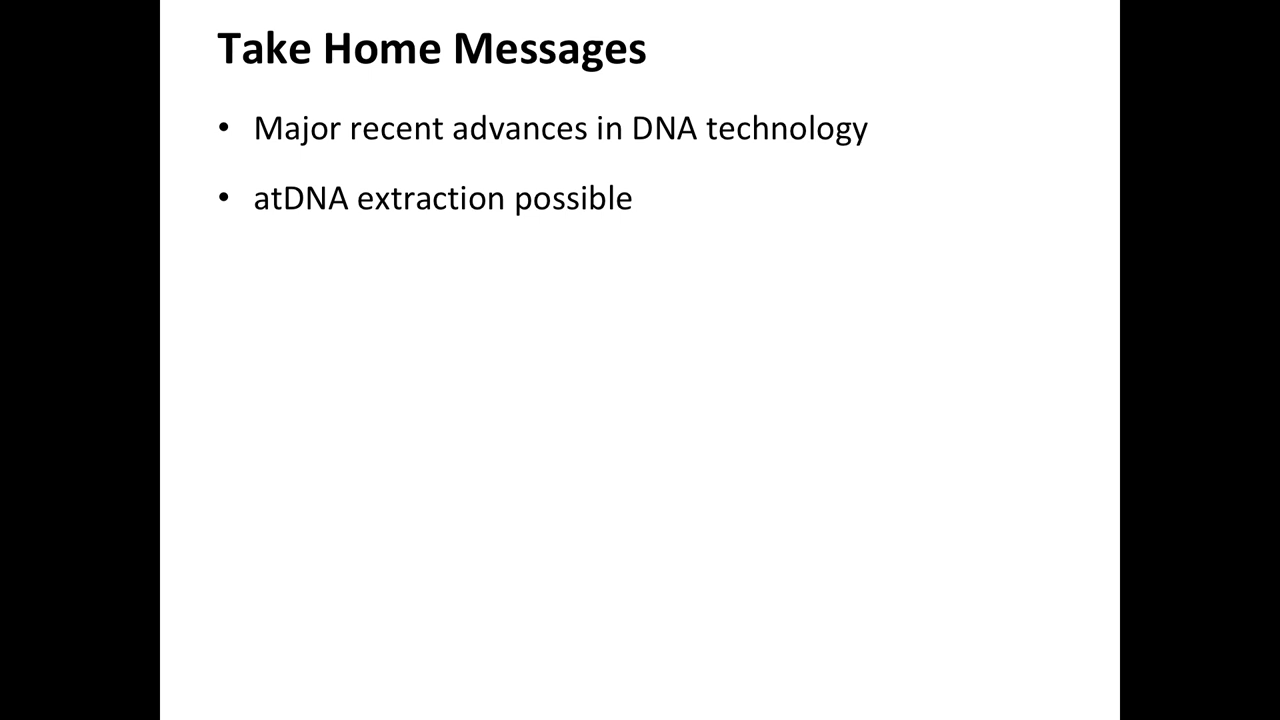 Take Home Messages
• Major recent advances in DNA technology
• atDNA extraction possible